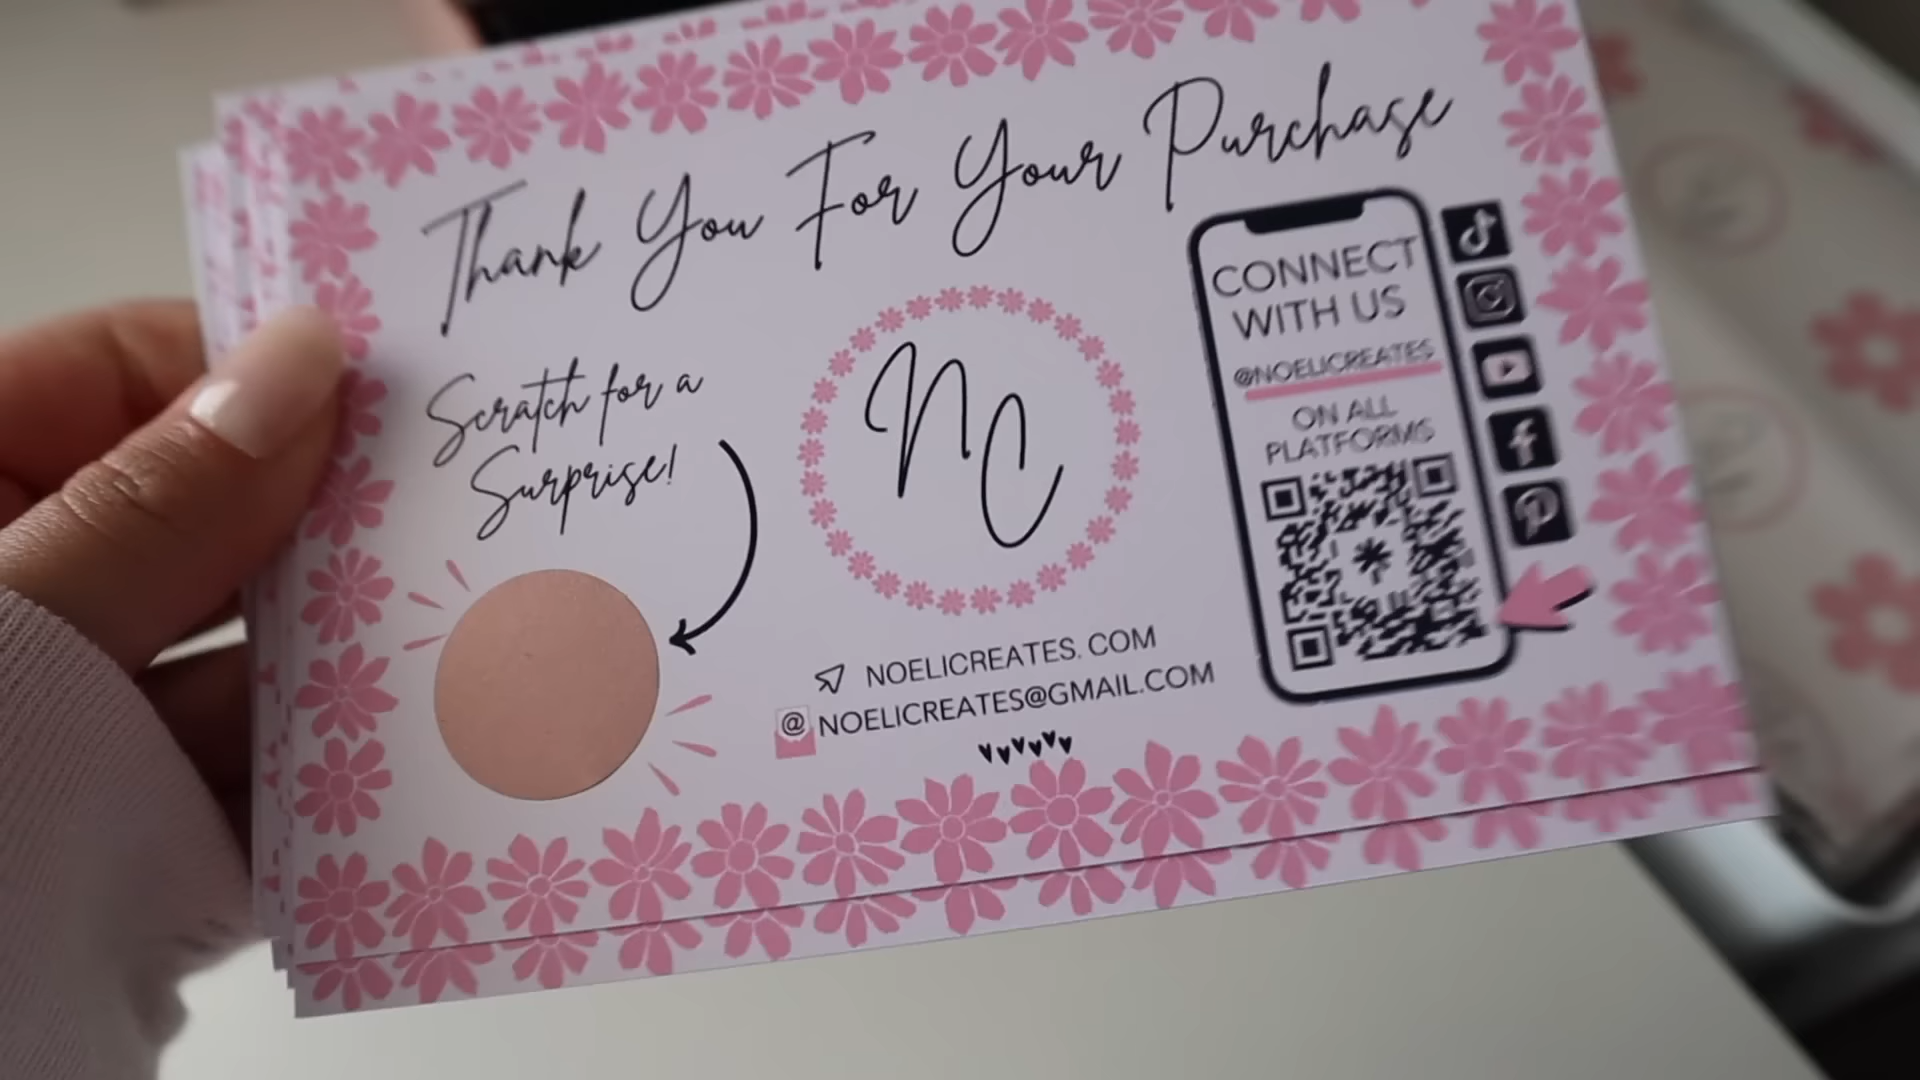 Thank You For Your Purchase
Scratch for a
Surprise!
NC
NOELICREATES. COM
@ NOELICREATES@GMAIL.COM
CONNECT
WITH US
@NOELICREATES
ON ALL
PLATFORMS